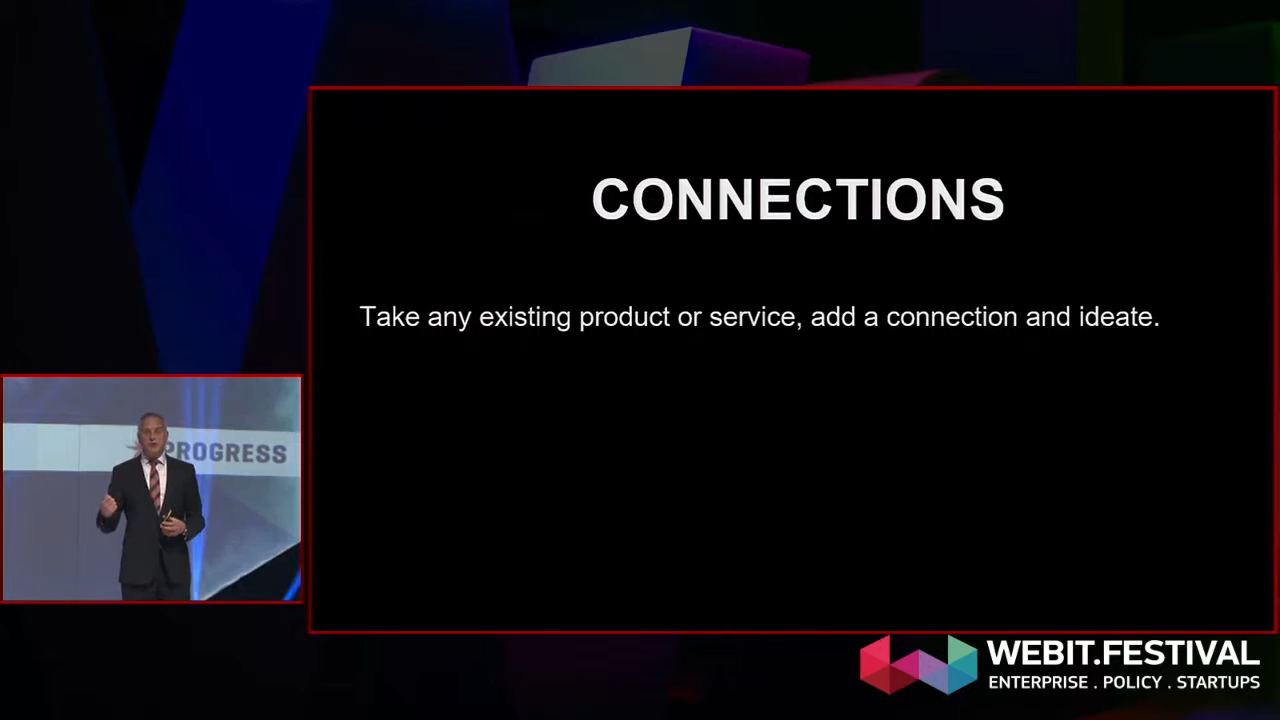 CONNECTIONS
Take any existing product or service, add a connection and ideate.
PROGRESS
WEBIT.FESTIVAL
ENTERPRISE . POLICY . STARTUPS